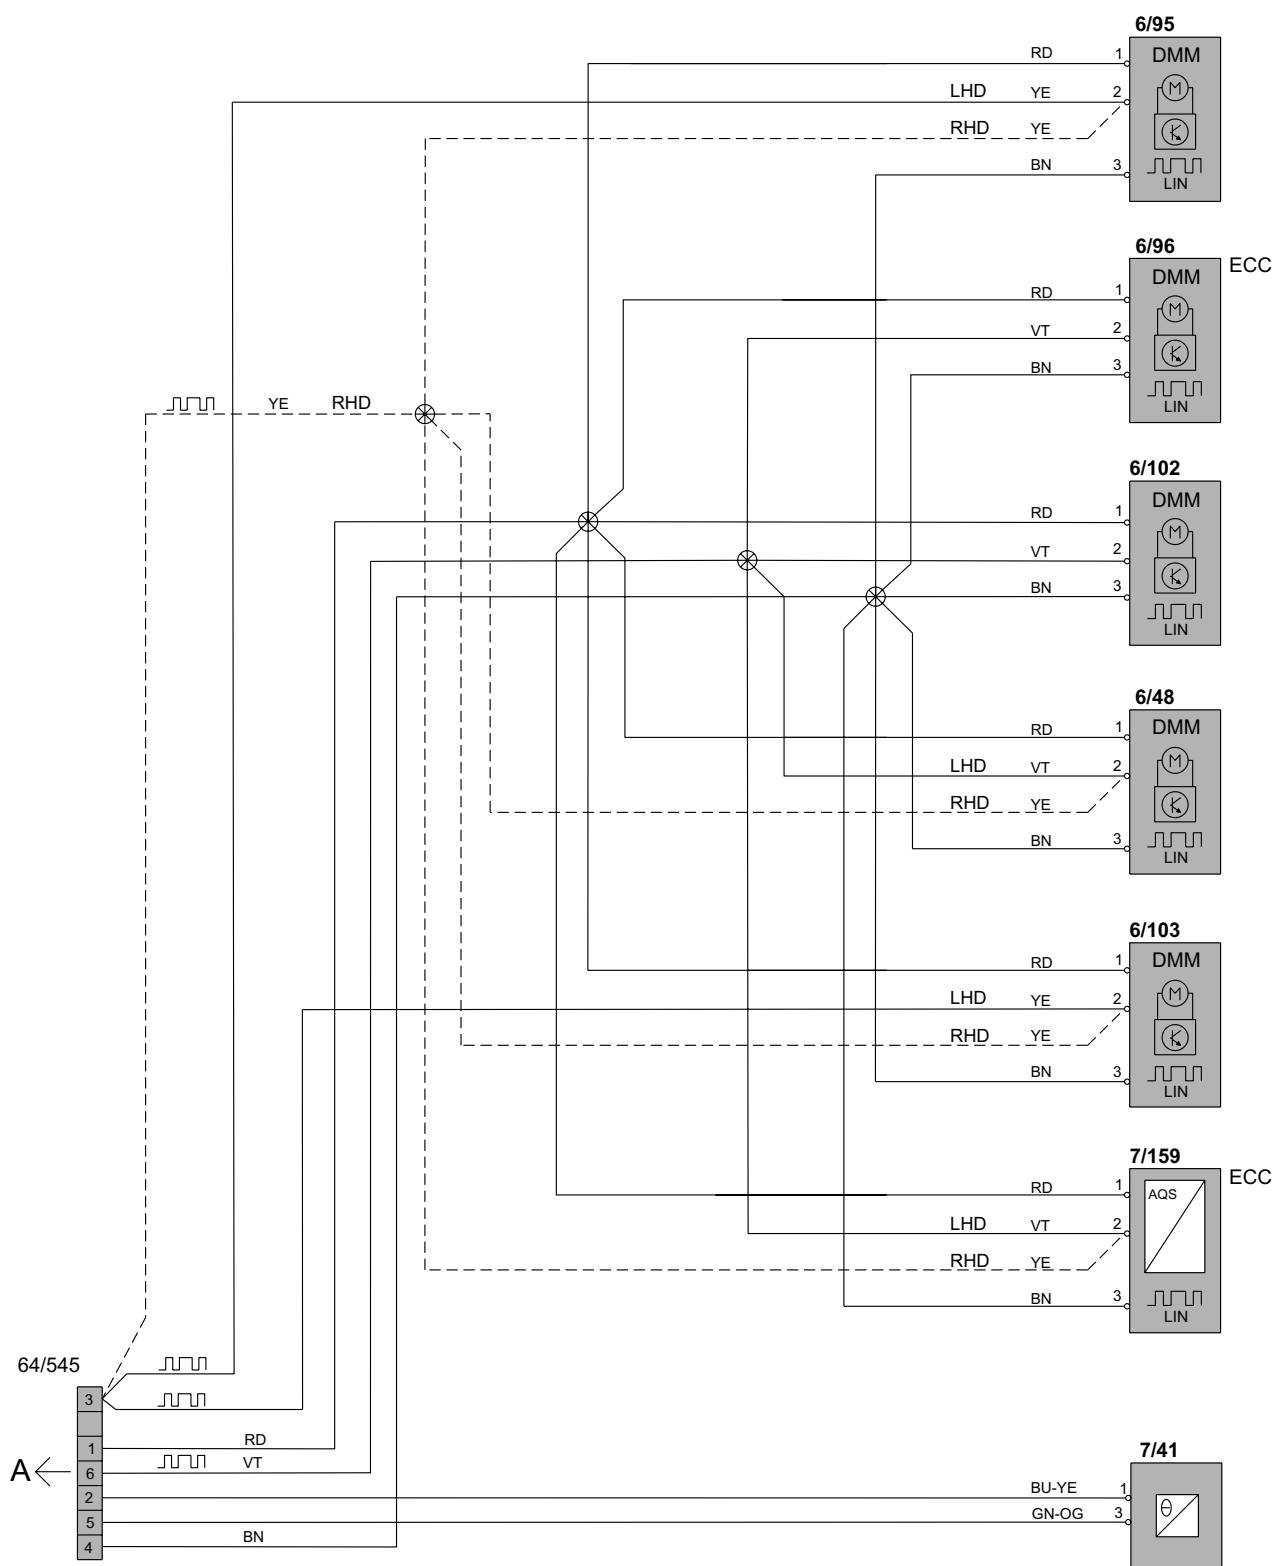 6/95
DMM
M
LIN
RD 1
LHD YE 2
RHD YE
BN 3
6/96
ECC
DMM
M
LIN
RD 1
VT 2
BN 3
YE RHD
6/102
DMM
M
LIN
RD 1
VT 2
BN 3
6/48
DMM
M
LIN
RD 1
LHD VT 2
RHD YE
BN 3
6/103
DMM
M
LIN
RD 1
LHD YE 2
RHD YE
BN 3
7/159
ECC
AQS
LIN
RD 1
LHD VT 2
RHD YE
BN 3
64/545
3
1 RD
A
6 VT
2
5
4 BN
7/41
BU-YE 1
GN-OG 3
θ